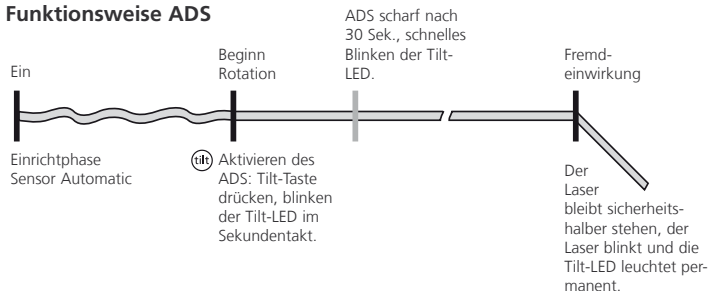 Funktionsweise ADS
Ein
Beginn
Rotation
ADS scharf nach
30 Sek., schnelles
Blinken der Tilt-
LED.
Fremd-
einwirkung
Einrichtphase
Sensor Automatic
tilt
Aktivieren des
ADS: Tilt-Taste
drücken, blinken
der Tilt-LED im
Sekundentakt.
Der
Laser
bleibt sicherheits-
halber stehen, der
Laser blinkt und die
Tilt-LED leuchtet per-
manent.